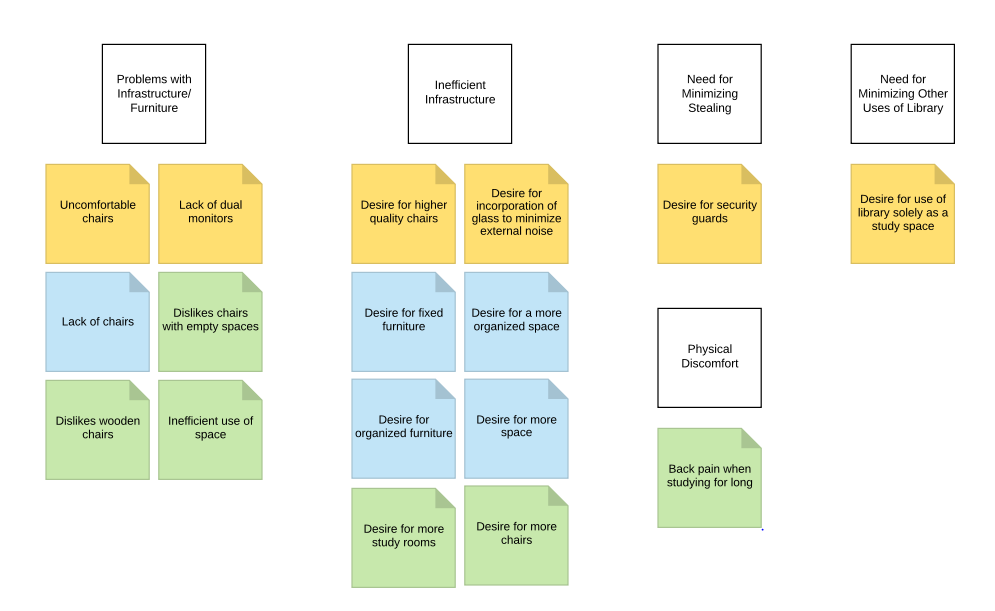 Problems with
Infrastructure/
Furniture
Inefficient
Infrastructure
Need for
Minimizing
Stealing
Need for
Minimizing Other
Uses of Library
Uncomfortable
chairs
Lack of dual
monitors
Desire for higher
quality chairs
Desire for
incorporation of
glass to minimize
external noise
Desire for security
guards
Desire for use of
library solely as a
study space
Lack of chairs
Dislikes chairs
with empty spaces
Desire for fixed
furniture
Desire for a more
organized space
Physical
Discomfort
Dislikes wooden
chairs
Inefficient use of
space
Desire for
organized furniture
Desire for more
space
Back pain when
studying for long
Desire for more
study rooms
Desire for more
chairs